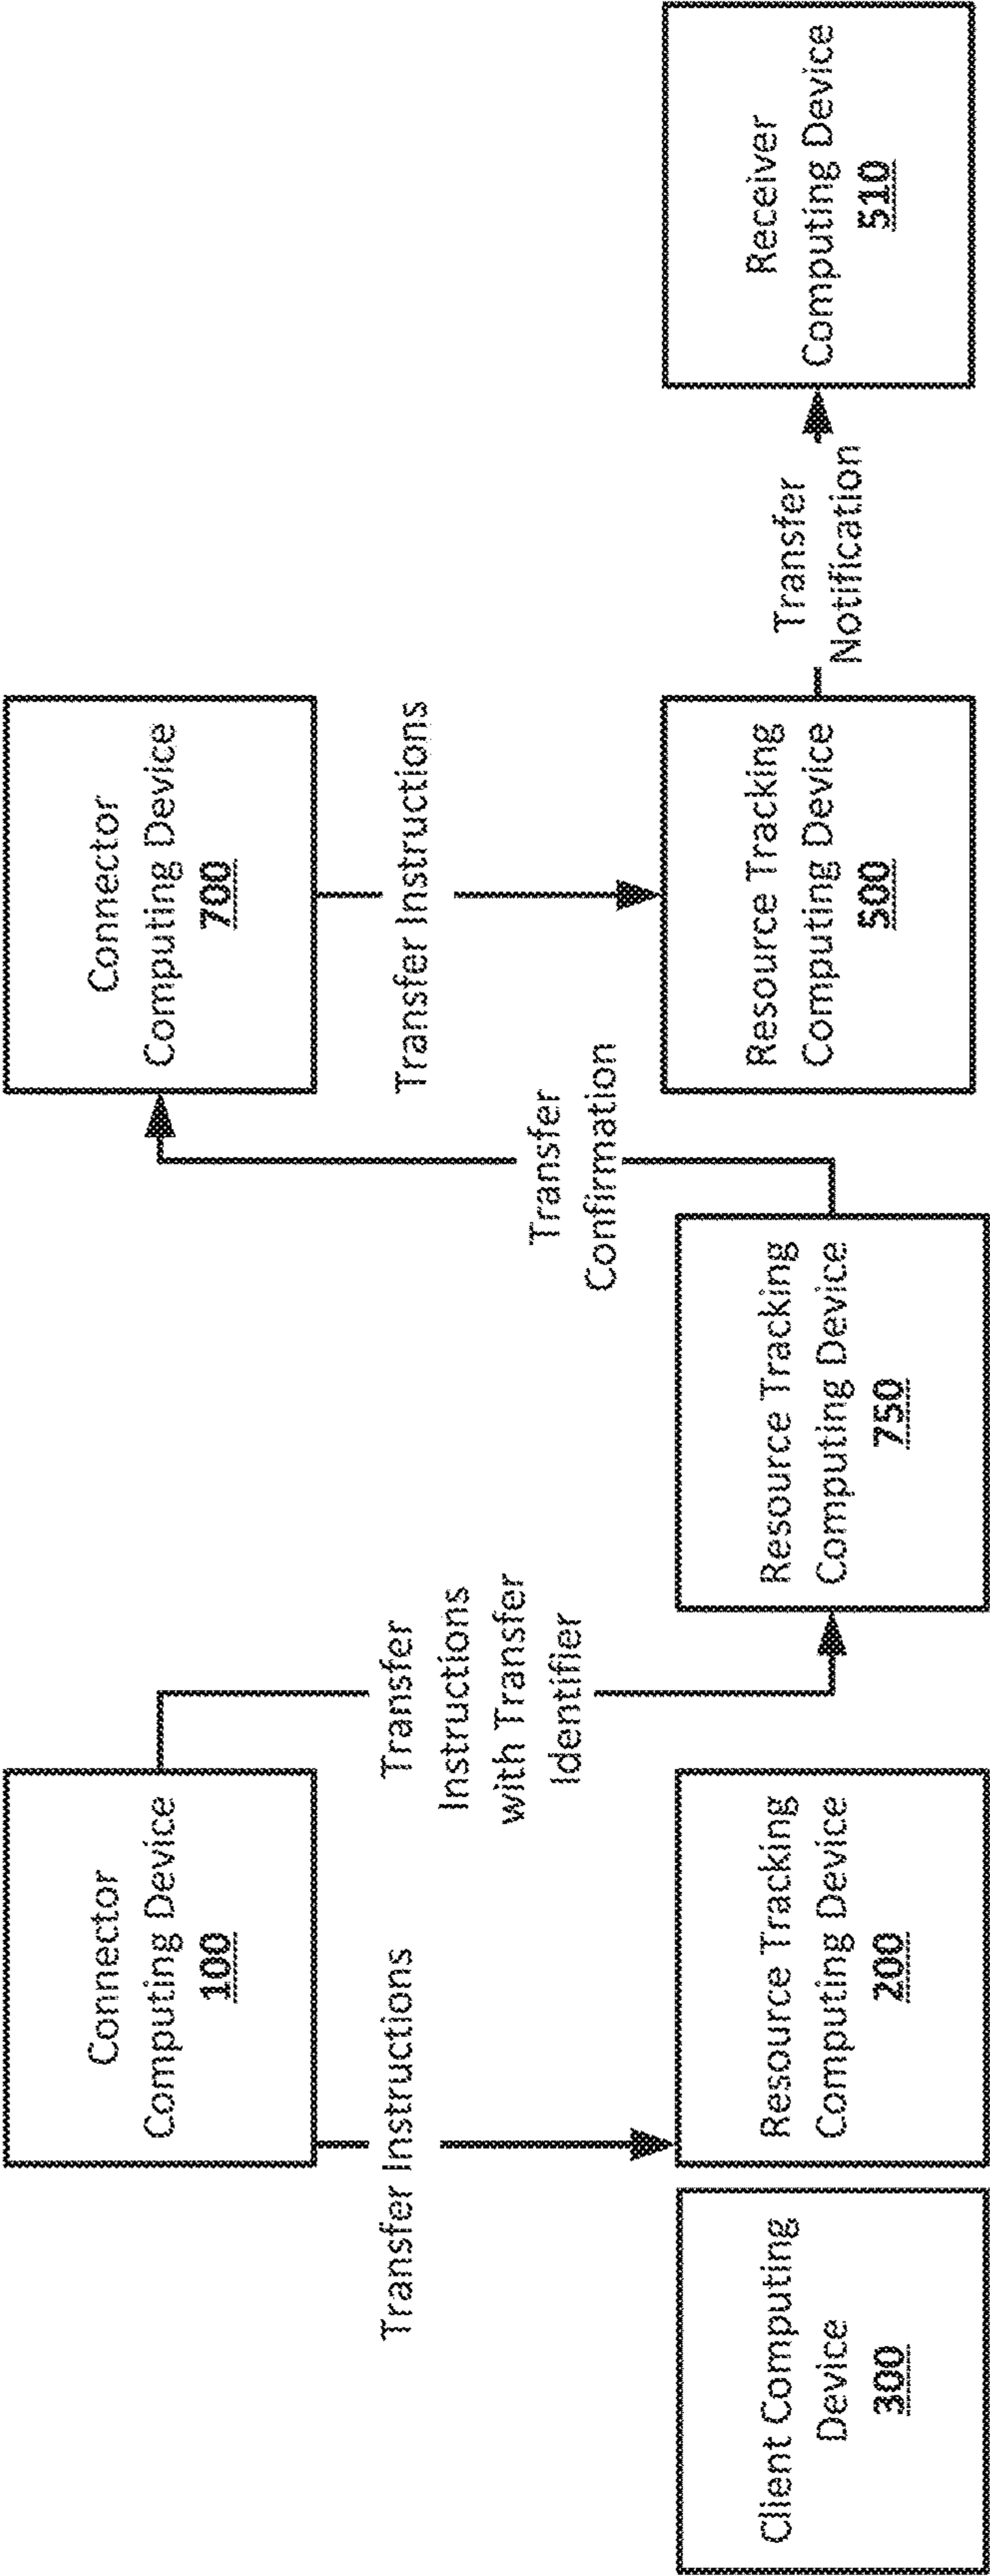 Connector
Computing Device
100
Connector
Computing Device
700
Transfer Instructions
Transfer
Instructions
with Transfer
Identifier
Transfer
Confirmation
Transfer Instructions
Client Computing
Device
300
Resource Tracking
Computing Device
200
Resource Tracking
Computing Device
750
Resource Tracking
Computing Device
500
Transfer
Notification
Receiver
Computing Device
510